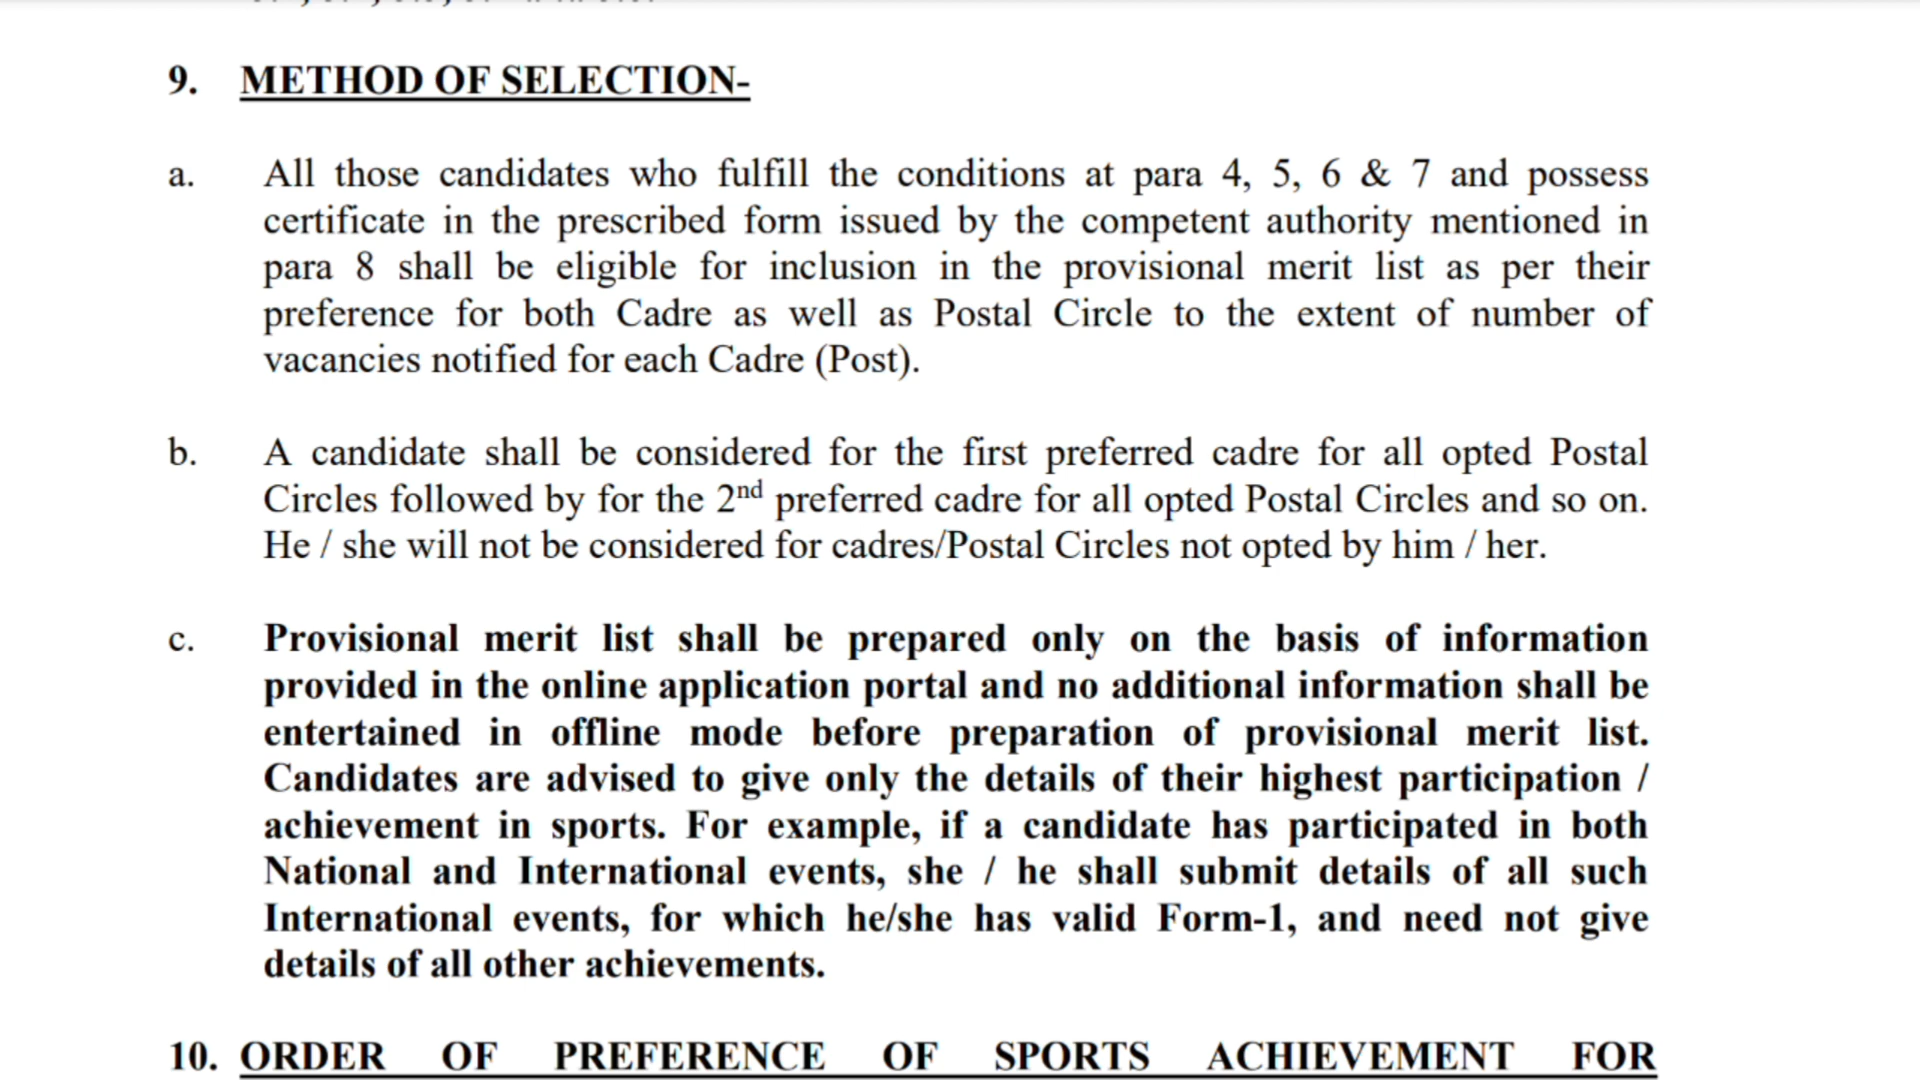 9. METHOD OF SELECTION-
a. All those candidates who fulfill the conditions at para 4, 5, 6 & 7 and possess
certificate in the prescribed form issued by the competent authority mentioned in
para 8 shall be eligible for inclusion in the provisional merit list as per their
preference for both Cadre as well as Postal Circle to the extent of number of
vacancies notified for each Cadre (Post).
b. A candidate shall be considered for the first preferred cadre for all opted Postal
Circles followed by for the 2nd preferred cadre for all opted Postal Circles and so on.
He / she will not be considered for cadres/Postal Circles not opted by him / her.
c. Provisional merit list shall be prepared only on the basis of information
provided in the online application portal and no additional information shall be
entertained in offline mode before preparation of provisional merit list.
Candidates are advised to give only the details of their highest participation /
achievement in sports. For example, if a candidate has participated in both
National and International events, she / he shall submit details of all such
International events, for which he/she has valid Form-1, and need not give
details of all other achievements.
10. ORDER OF PREFERENCE OF SPORTS ACHIEVEMENT FOR